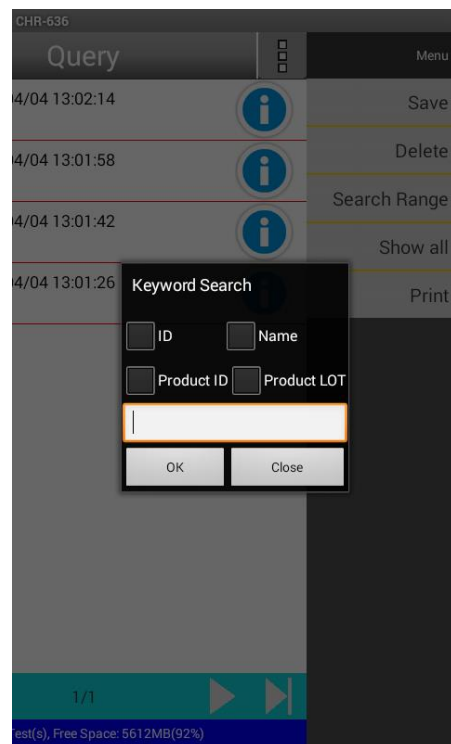 CHR-636
Query
Menu
4/04 13:02:14
Save
4/04 13:01:58
Delete
Search Range
4/04 13:01:42
Show all
4/04 13:01:26
Print
Keyword Search
ID
Name
Product ID
Product LOT
OK
Close
1/1
est(s), Free Space: 5612MB(92%)